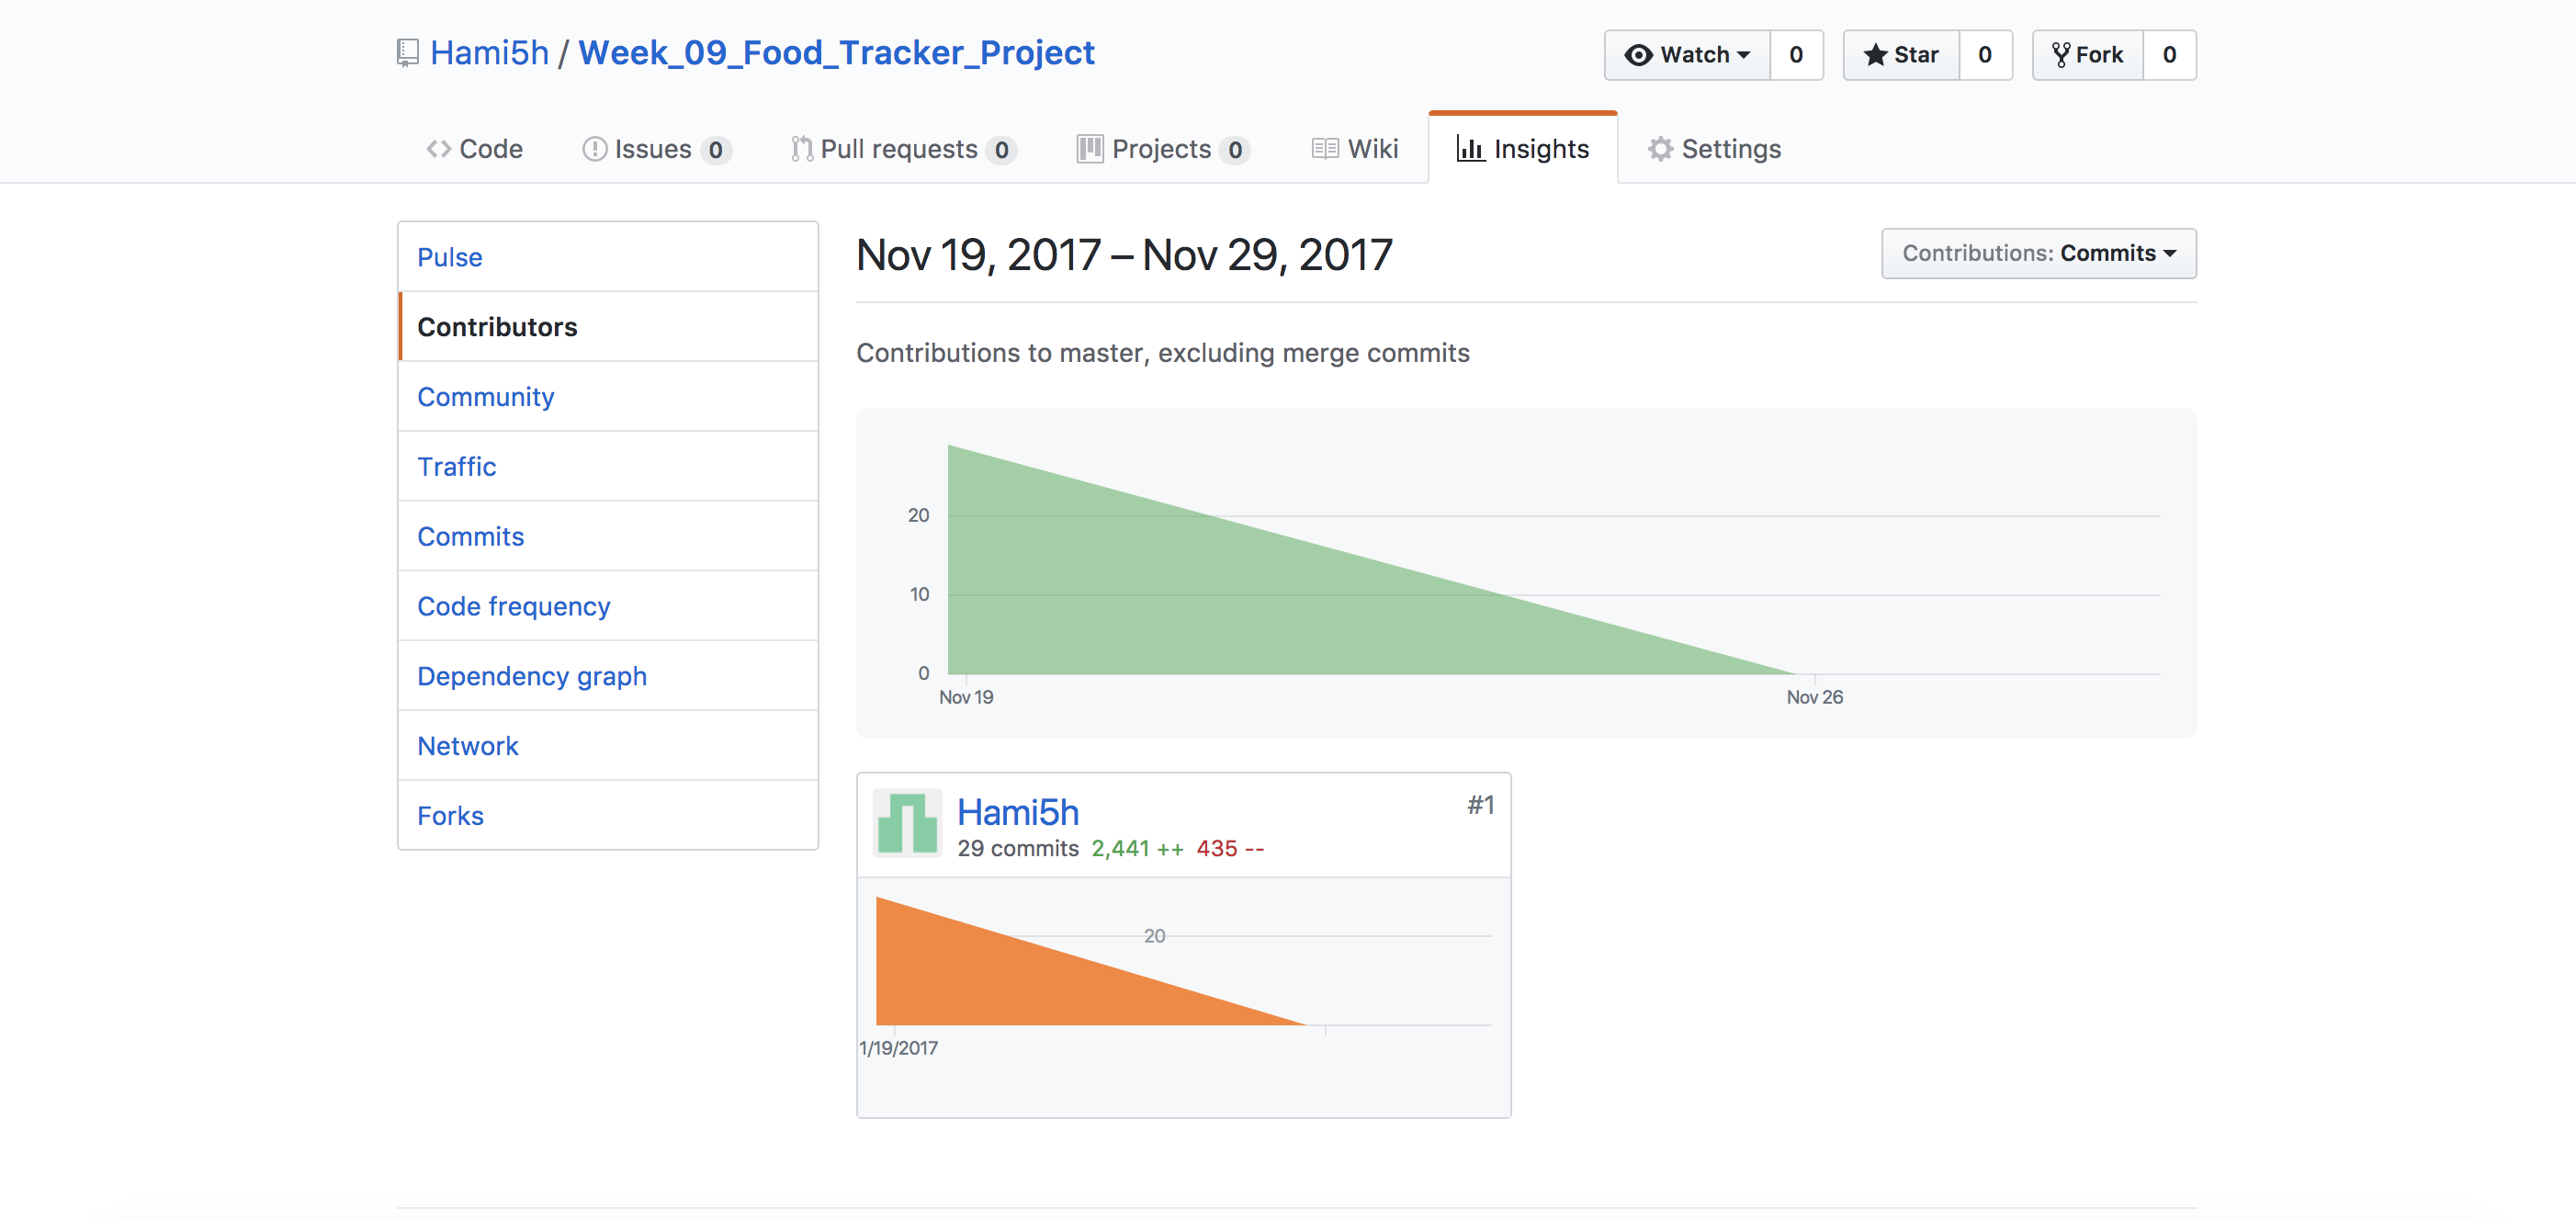 Hami5h / Week_09_Food_Tracker_Project
Watch 0 Star 0 Fork 0
Code Issues 0 Pull requests 0 Projects 0 Wiki Insights Settings
Pulse
Contributors
Community
Traffic
Commits
Code frequency
Dependency graph
Network
Forks
Nov 19, 2017 – Nov 29, 2017
Contributions: Commits
Contributions to master, excluding merge commits
20
10
0
Nov 19 Nov 26
Hami5h #1
29 commits 2,441 ++ 435 --
20
1/19/2017